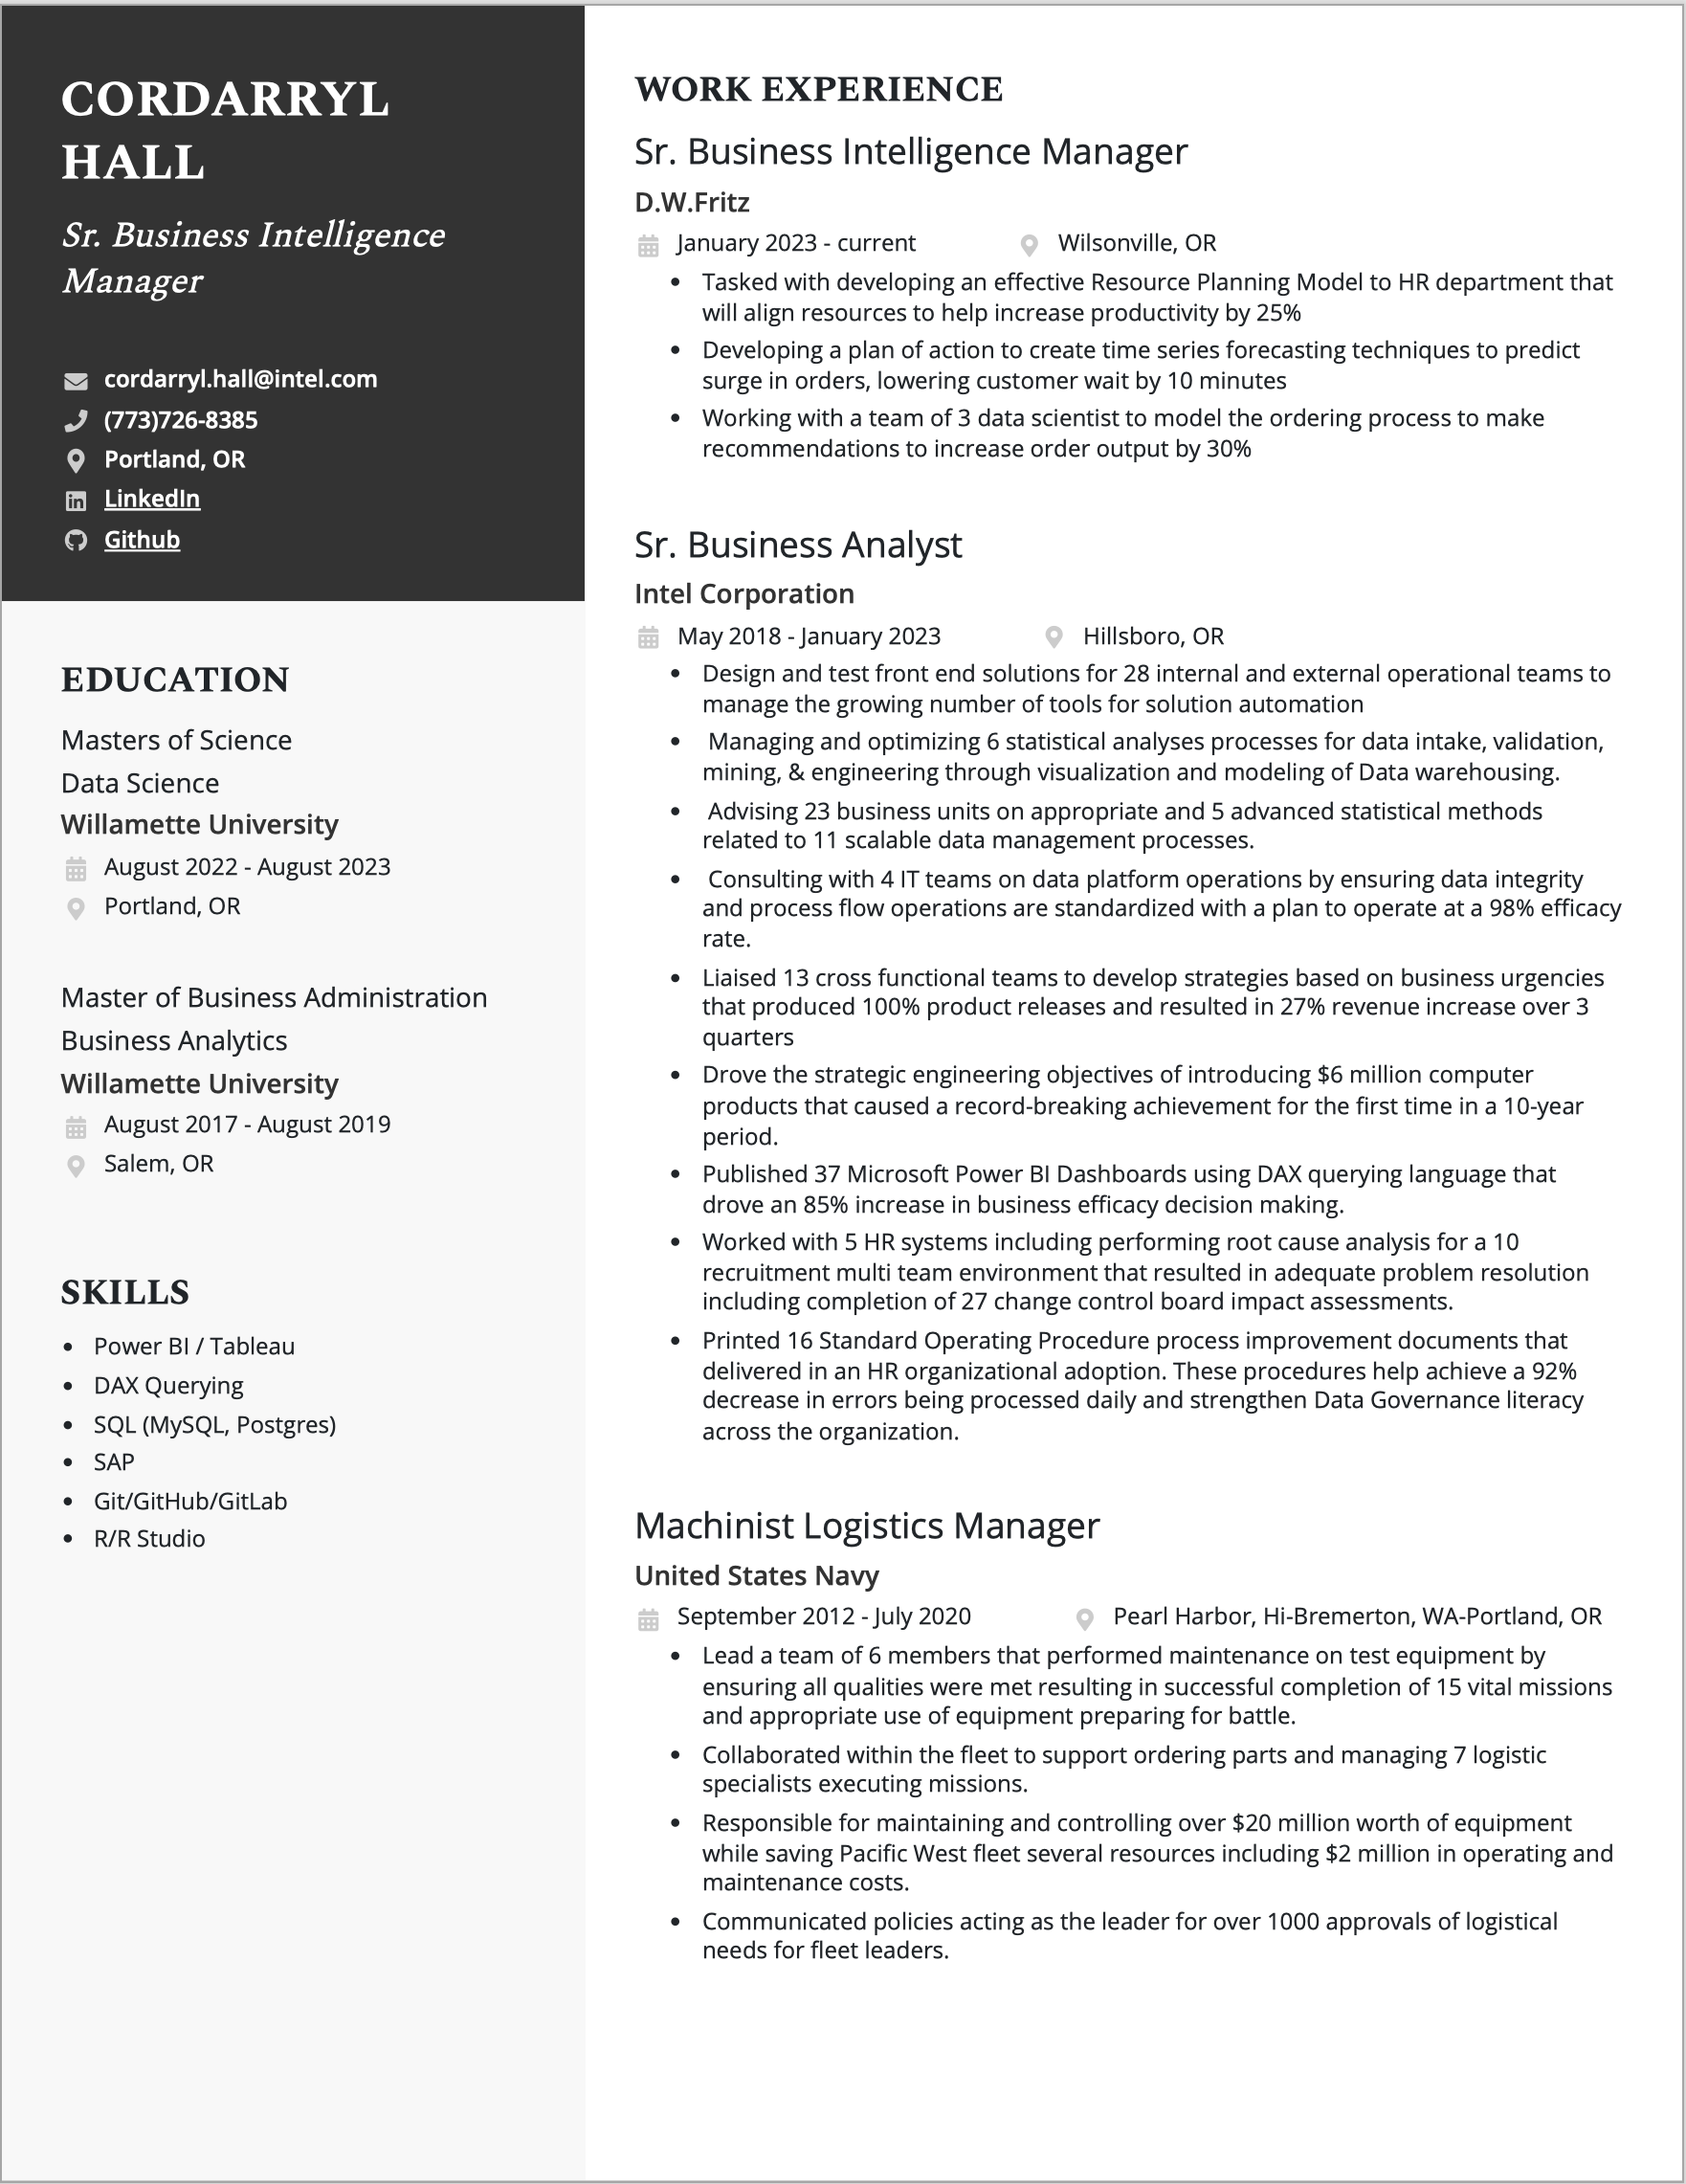 CORDARRYL
HALL
Sr. Business Intelligence
Manager
cordarryl.hall@intel.com
(773)726-8385
Portland, OR
LinkedIn
Github
EDUCATION
Masters of Science
Data Science
Willamette University
August 2022 - August 2023
Portland, OR
Master of Business Administration
Business Analytics
Willamette University
August 2017 - August 2019
Salem, OR
SKILLS
• Power BI / Tableau
• DAX Querying
• SQL (MySQL, Postgres)
• SAP
• Git/GitHub/GitLab
• R/R Studio
WORK EXPERIENCE
Sr. Business Intelligence Manager
D.W.Fritz
January 2023 - current Wilsonville, OR
• Tasked with developing an effective Resource Planning Model to HR department that
will align resources to help increase productivity by 25%
• Developing a plan of action to create time series forecasting techniques to predict
surge in orders, lowering customer wait by 10 minutes
• Working with a team of 3 data scientist to model the ordering process to make
recommendations to increase order output by 30%
Sr. Business Analyst
Intel Corporation
May 2018 - January 2023 Hillsboro, OR
• Design and test front end solutions for 28 internal and external operational teams to
manage the growing number of tools for solution automation
• Managing and optimizing 6 statistical analyses processes for data intake, validation,
mining, & engineering through visualization and modeling of Data warehousing.
• Advising 23 business units on appropriate and 5 advanced statistical methods
related to 11 scalable data management processes.
• Consulting with 4 IT teams on data platform operations by ensuring data integrity
and process flow operations are standardized with a plan to operate at a 98% efficacy
rate.
• Liaised 13 cross functional teams to develop strategies based on business urgencies
that produced 100% product releases and resulted in 27% revenue increase over 3
quarters
• Drove the strategic engineering objectives of introducing $6 million computer
products that caused a record-breaking achievement for the first time in a 10-year
period.
• Published 37 Microsoft Power BI Dashboards using DAX querying language that
drove an 85% increase in business efficacy decision making.
• Worked with 5 HR systems including performing root cause analysis for a 10
recruitment multi team environment that resulted in adequate problem resolution
including completion of 27 change control board impact assessments.
• Printed 16 Standard Operating Procedure process improvement documents that
delivered in an HR organizational adoption. These procedures help achieve a 92%
decrease in errors being processed daily and strengthen Data Governance literacy
across the organization.
Machinist Logistics Manager
United States Navy
September 2012 - July 2020 Pearl Harbor, Hi-Bremerton, WA-Portland, OR
• Lead a team of 6 members that performed maintenance on test equipment by
ensuring all qualities were met resulting in successful completion of 15 vital missions
and appropriate use of equipment preparing for battle.
• Collaborated within the fleet to support ordering parts and managing 7 logistic
specialists executing missions.
• Responsible for maintaining and controlling over $20 million worth of equipment
while saving Pacific West fleet several resources including $2 million in operating and
maintenance costs.
• Communicated policies acting as the leader for over 1000 approvals of logistical
needs for fleet leaders.